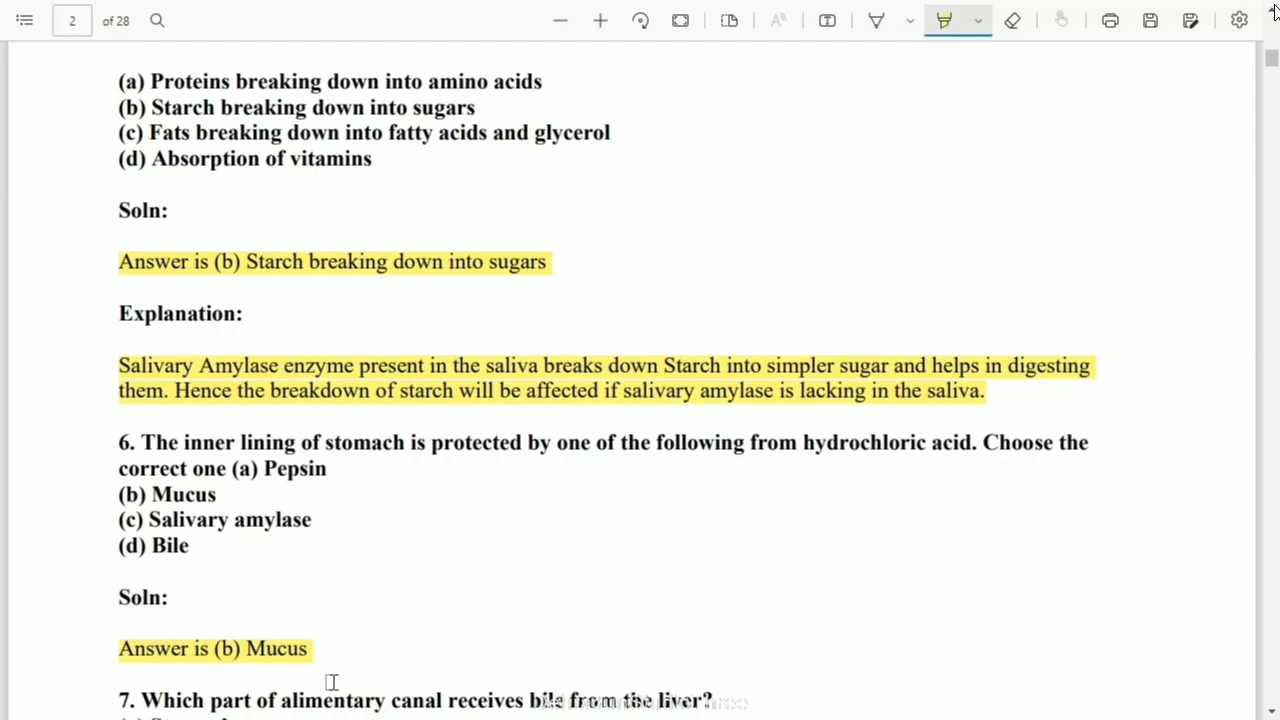 2 of 28
(a) Proteins breaking down into amino acids
(b) Starch breaking down into sugars
(c) Fats breaking down into fatty acids and glycerol
(d) Absorption of vitamins
Soln:
Answer is (b) Starch breaking down into sugars
Explanation:
Salivary Amylase enzyme present in the saliva breaks down Starch into simpler sugar and helps in digesting
them. Hence the breakdown of starch will be affected if salivary amylase is lacking in the saliva.
6. The inner lining of stomach is protected by one of the following from hydrochloric acid. Choose the
correct one (a) Pepsin
(b) Mucus
(c) Salivary amylase
(d) Bile
Soln:
Answer is (b) Mucus
7. Which part of alimentary canal receives bile from the liver?